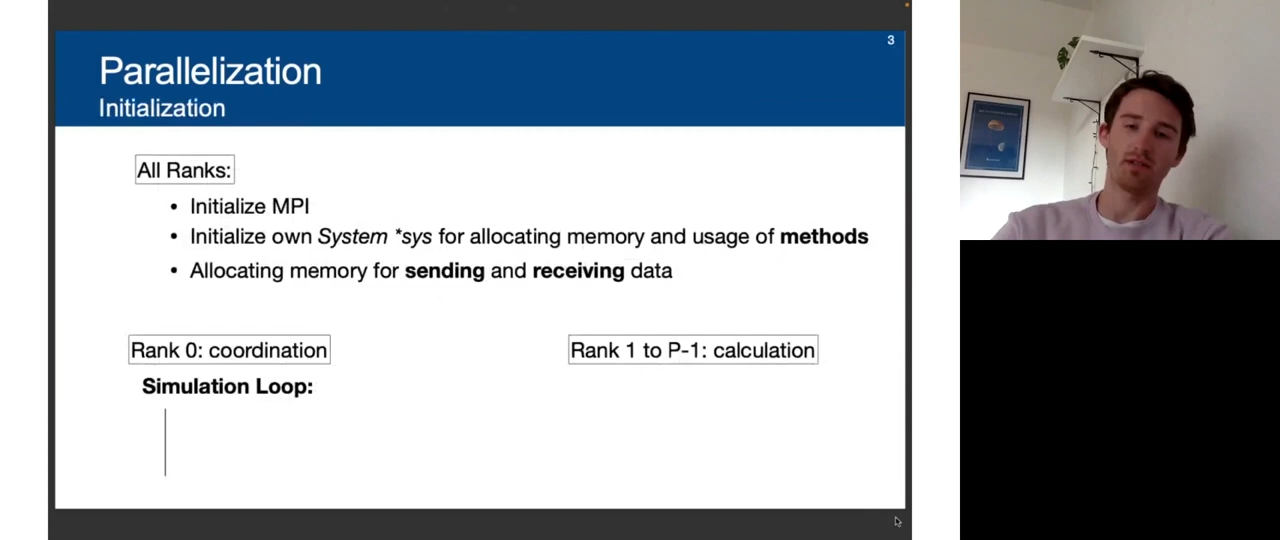 3
Parallelization
Initialization
All Ranks:
• Initialize MPI
• Initialize own System *sys for allocating memory and usage of methods
• Allocating memory for sending and receiving data
Rank 0: coordination
Rank 1 to P-1: calculation
Simulation Loop: